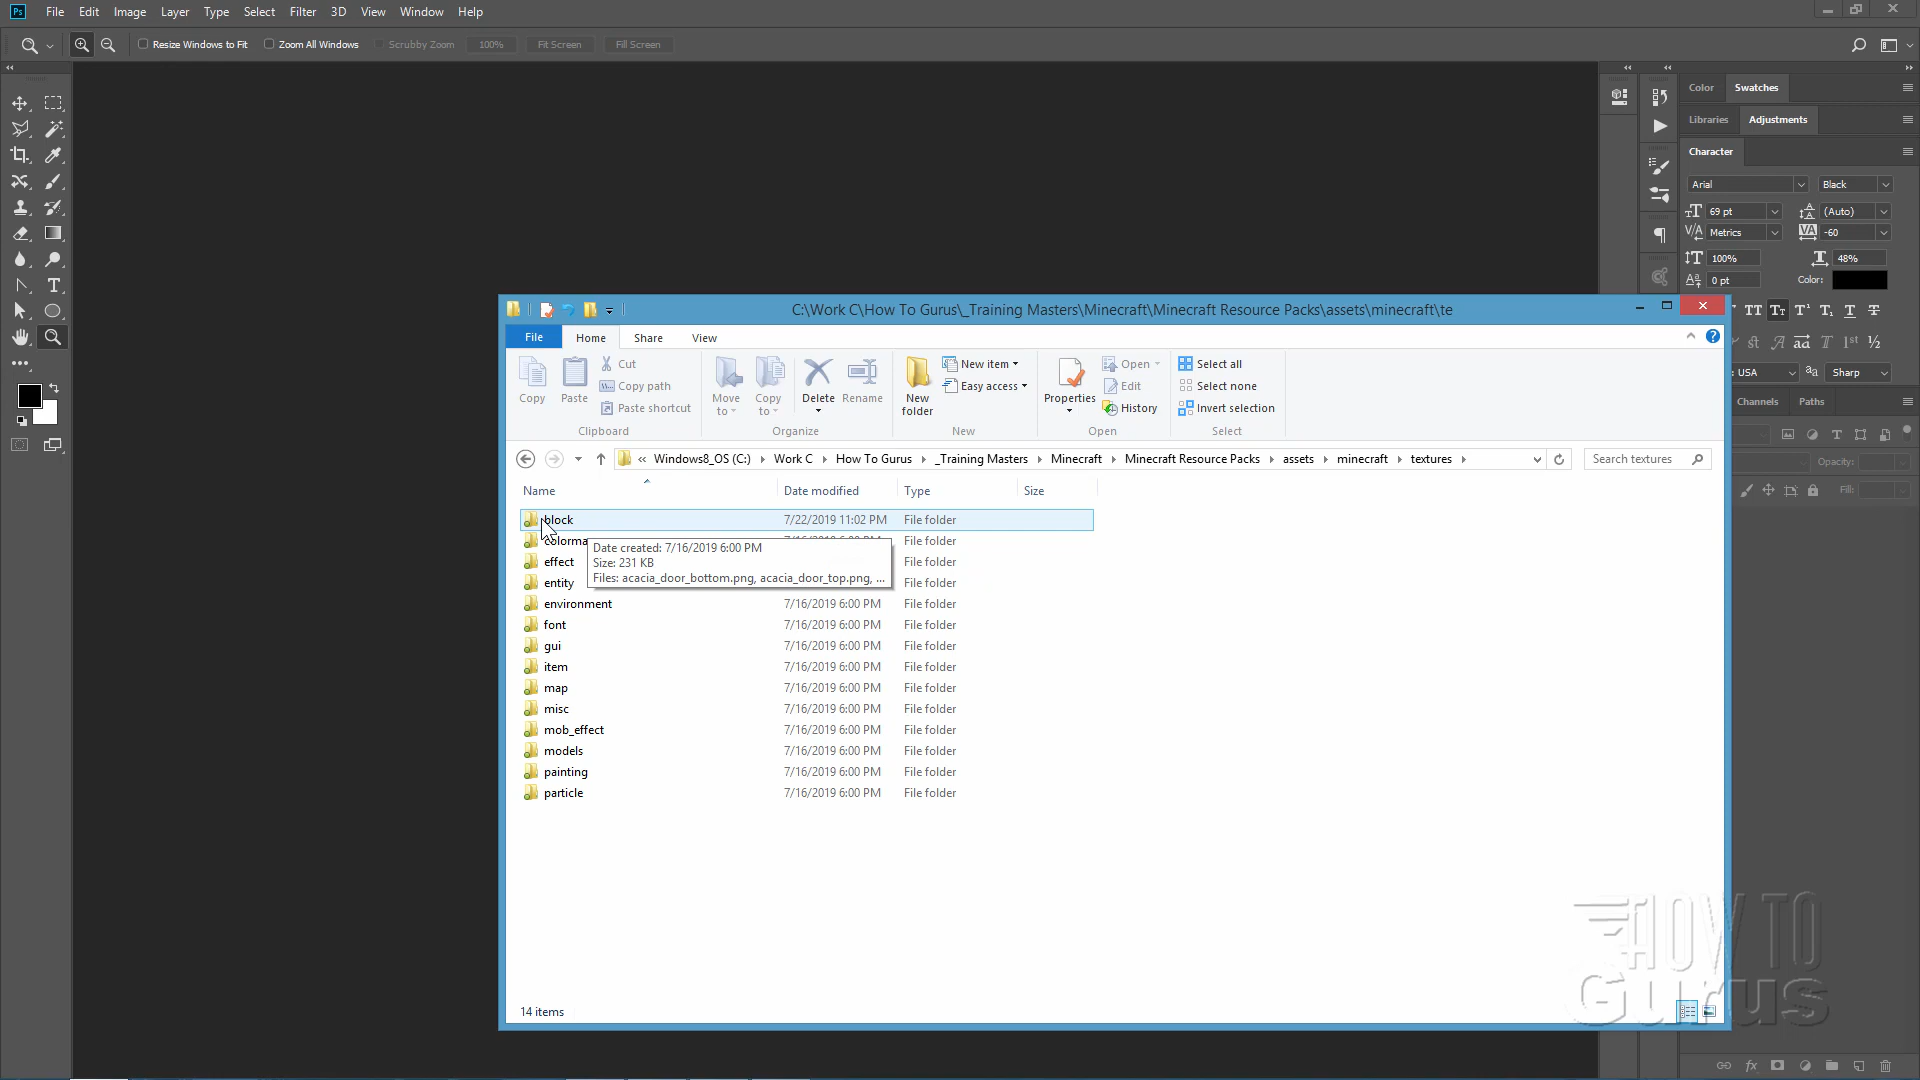 Ps File Edit Image Layer Type Select Filter 3D View Window Help
Resize Windows to Fit Zoom All Windows Scrubby Zoom 100% Fit Screen Fill Screen
Color Swatches
Libraries Adjustments
Character
Arial Black
69 pt (Auto)
Metrics -60
100% 48%
0 pt Color:
USA Sharp
Channels Paths
Opacity:
Fill:
C:\Work C\How To Gurus\_Training Masters\Minecraft\Minecraft Resource Packs\assets\minecraft\te
File Home Share View
Copy Paste Cut Copy path Paste shortcut
Clipboard
Move to Copy to Delete Rename
Organize
New folder New item Easy access
New
Properties Open Edit History
Open
Select all Select none Invert selection
Select
« Windows8_OS (C:) Work C How To Gurus _Training Masters Minecraft Minecraft Resource Packs assets minecraft textures Search textures
Name Date modified Type Size
block 7/22/2019 11:02 PM File folder
colorma File folder
Date created: 7/16/2019 6:00 PM
Size: 231 KB
Files: acacia_door_bottom.png, acacia_door_top.png, ...
effect File folder
entity File folder
environment 7/16/2019 6:00 PM File folder
font 7/16/2019 6:00 PM File folder
gui 7/16/2019 6:00 PM File folder
item 7/16/2019 6:00 PM File folder
map 7/16/2019 6:00 PM File folder
misc 7/16/2019 6:00 PM File folder
mob_effect 7/16/2019 6:00 PM File folder
models 7/16/2019 6:00 PM File folder
painting 7/16/2019 6:00 PM File folder
particle 7/16/2019 6:00 PM File folder
14 items
HOW TO
Gurus